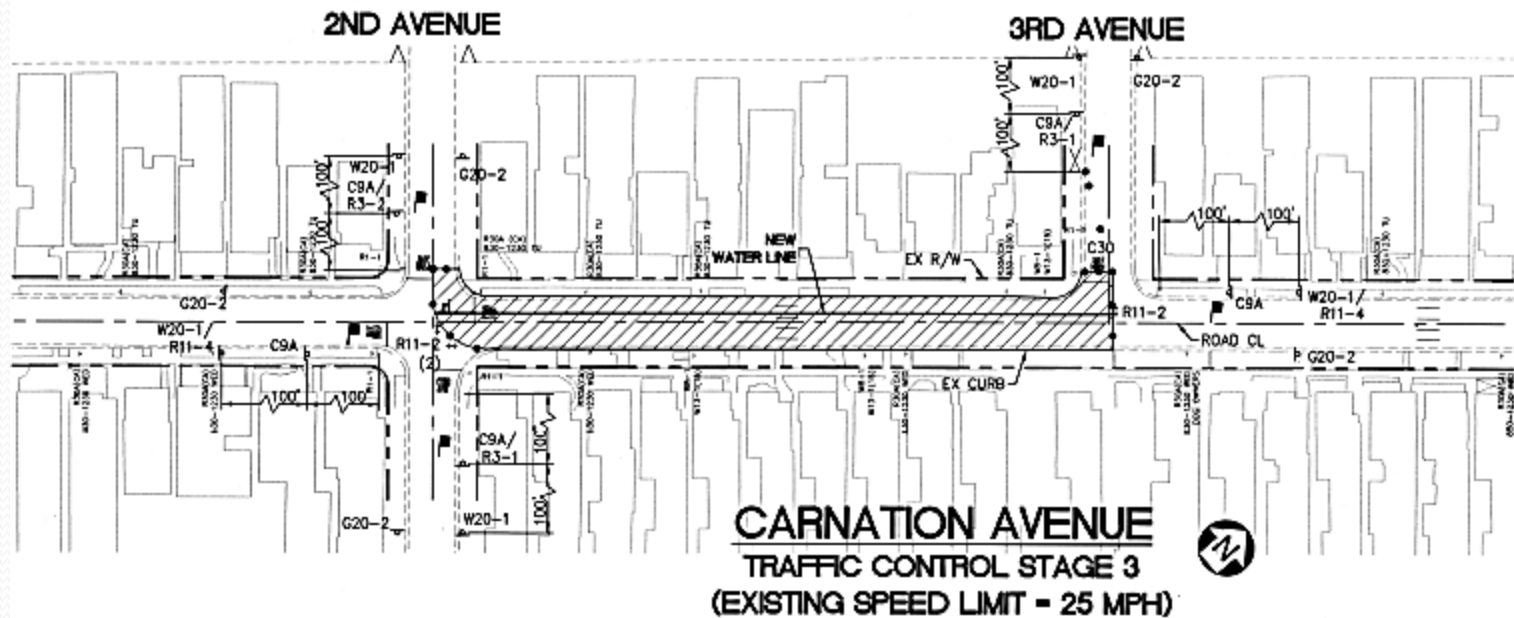 2ND AVENUE
3RD AVENUE
100'
W20-1
G20-2
100'
C9A/
R3-1
100'
W20-1
C9A/
R3-2
100'
G20-2
NEW
WATER LINE
EX R/W
C30
100'
100'
G20-2
W20-1/
R11-4
C9A
R11-2
(2)
R11-2
C9A
W20-1/
R11-4
ROAD CL
G20-2
EX CURB
100'
100'
C9A/
R3-1
100'
100'
G20-2
W20-1
CARNATION AVENUE
TRAFFIC CONTROL STAGE 3
(EXISTING SPEED LIMIT = 25 MPH)
N